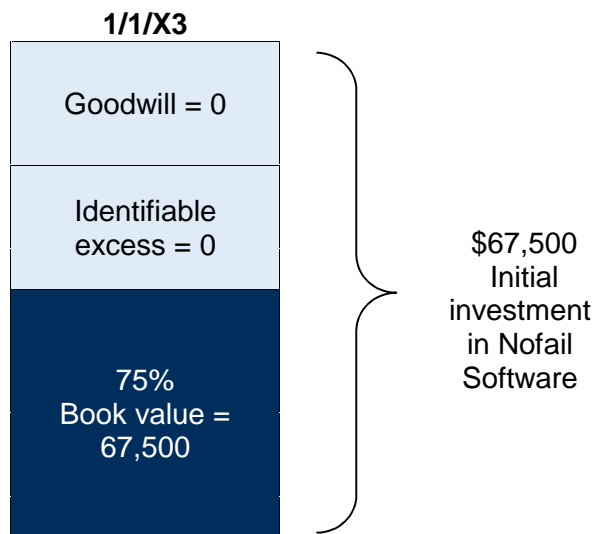 1/1/X3
Goodwill = 0
Identifiable
excess = 0
75%
Book value =
67,500
$67,500
Initial
investment
in Nofail
Software